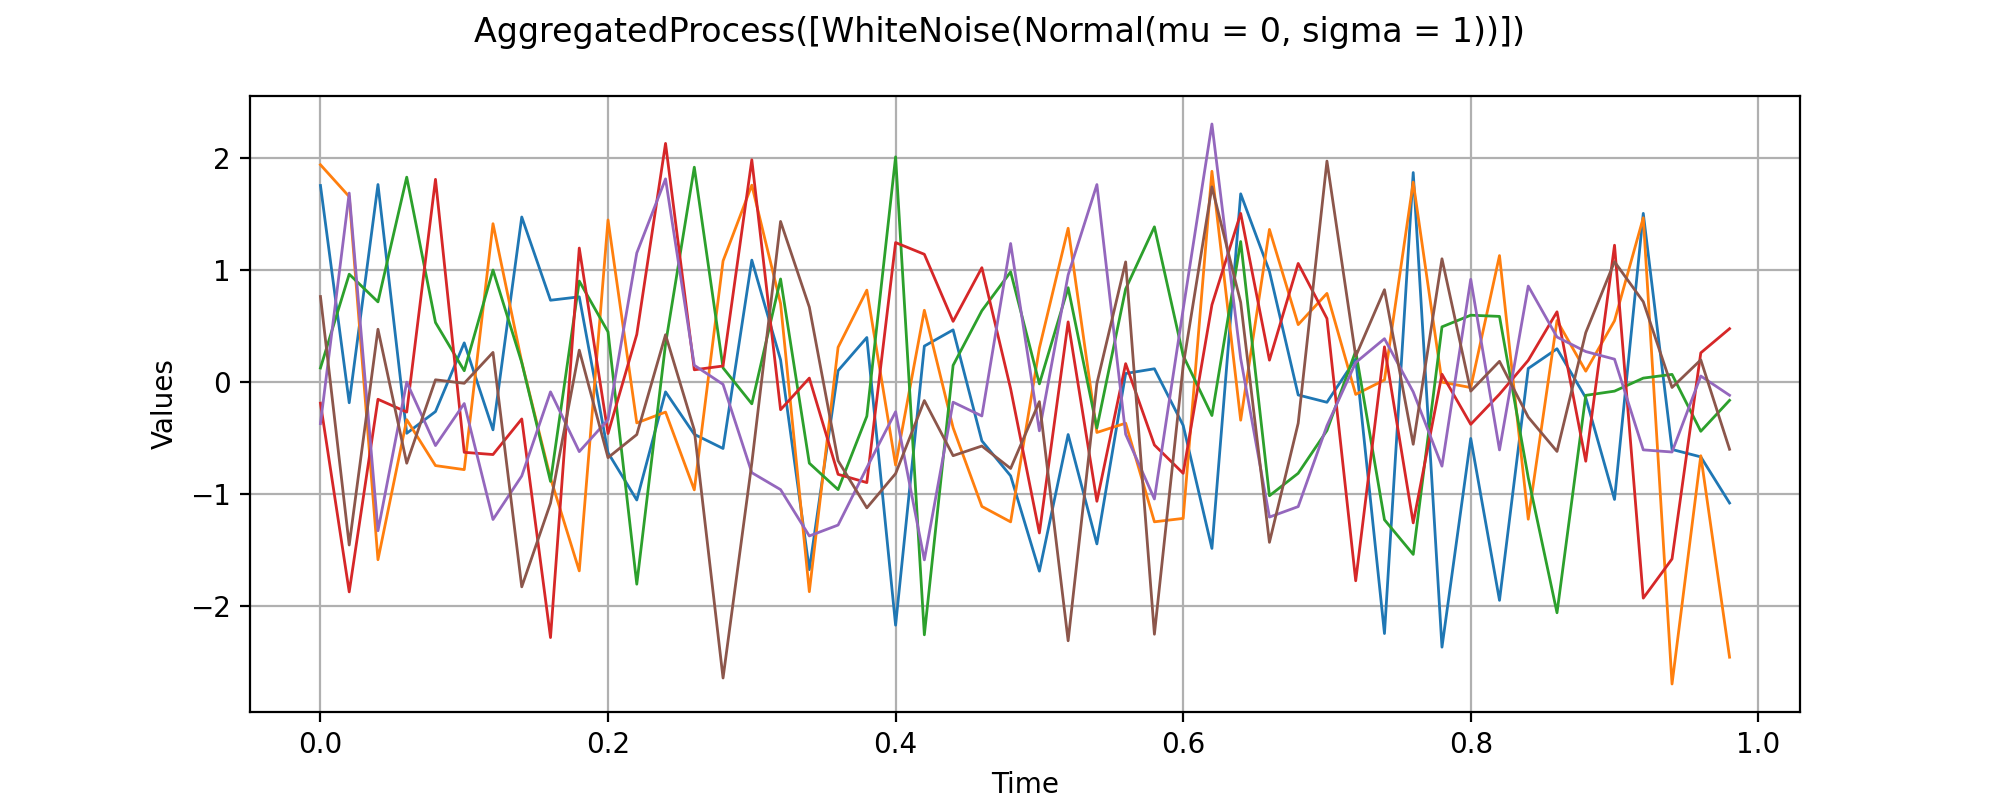 AggregatedProcess([WhiteNoise(Normal(mu = 0, sigma = 1))])
Values
2
1
0
−1
−2
0.0 0.2 0.4 0.6 0.8 1.0
Time